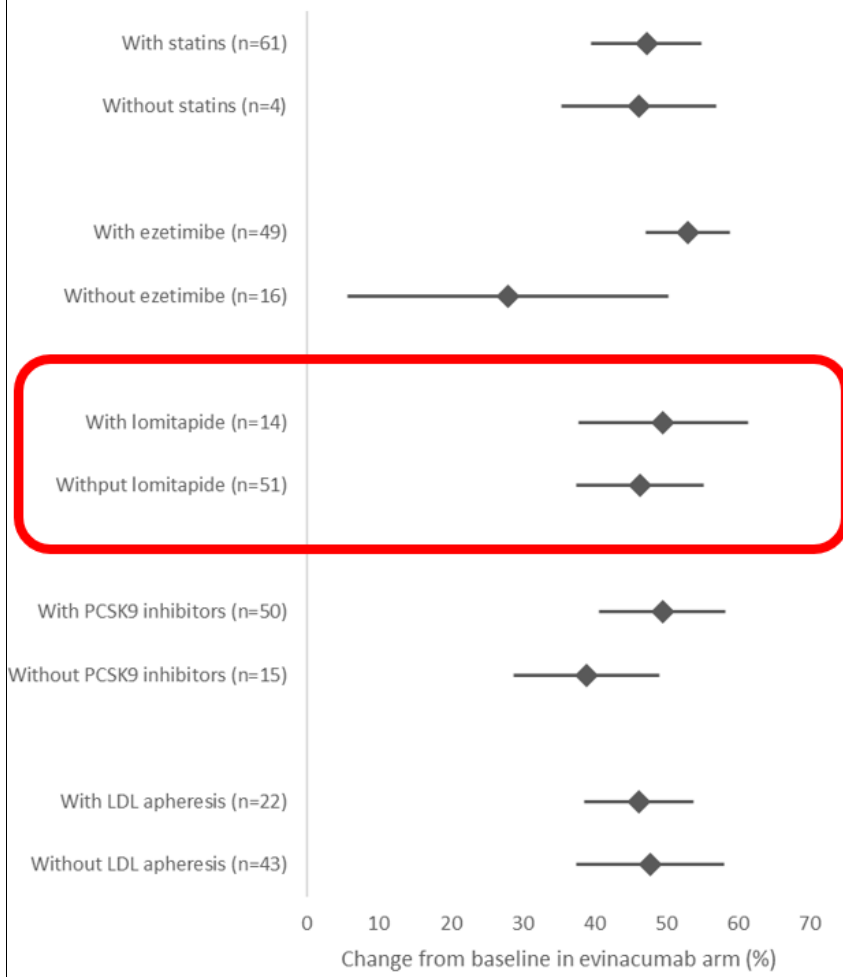 With statins (n=61)
Without statins (n=4)
With ezetimibe (n=49)
Without ezetimibe (n=16)
With lomitapide (n=14)
Withput lomitapide (n=51)
With PCSK9 inhibitors (n=50)
Without PCSK9 inhibitors (n=15)
With LDL apheresis (n=22)
Without LDL apheresis (n=43)
0 10 20 30 40 50 60 70
Change from baseline in evinacumab arm (%)